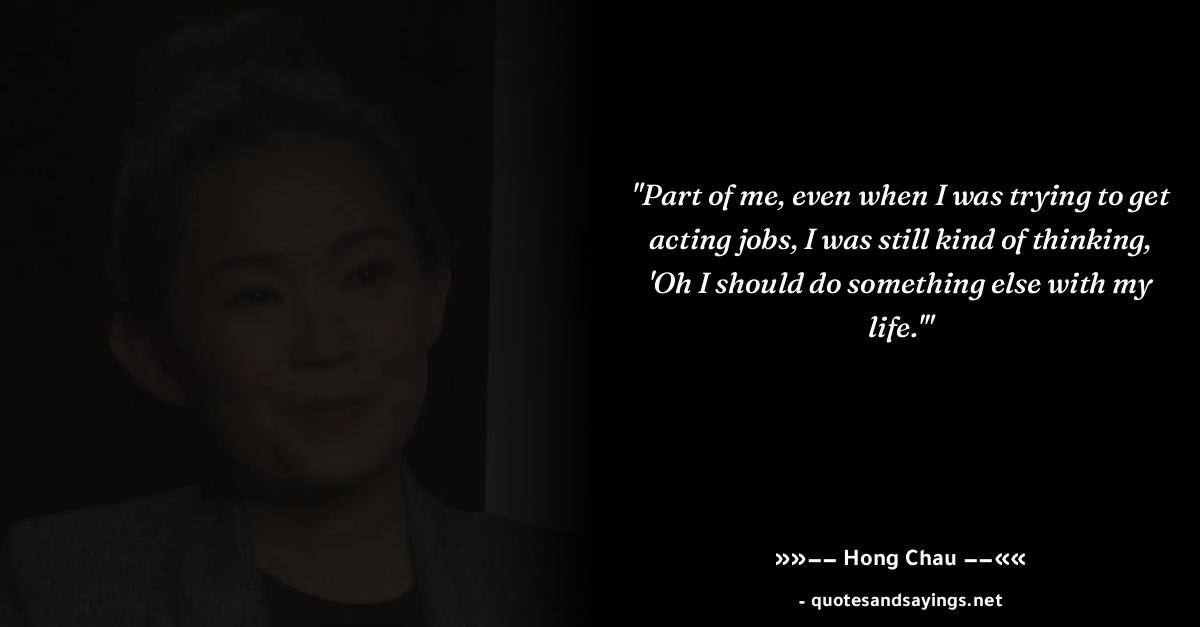 "Part of me, even when I was trying to get
acting jobs, I was still kind of thinking,
'Oh I should do something else with my
life.'"
»»−− Hong Chau −−««
- quotesandsayings.net